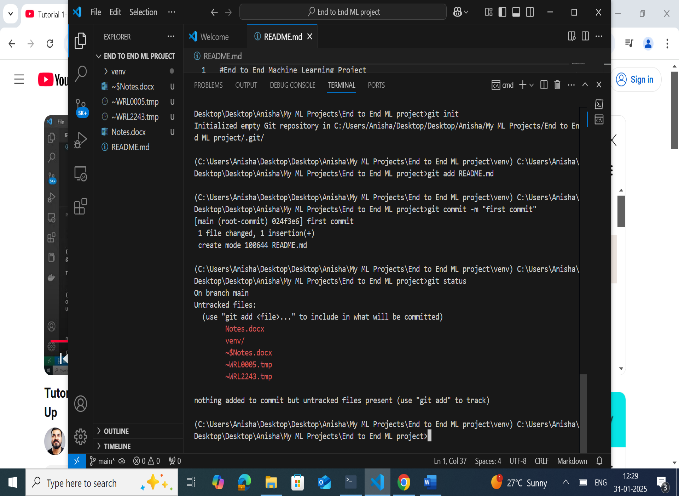 Tutorial 1
File Edit Selection ···
End to End ML project
EXPLORER ···
Welcome
README.md
END TO END ML PROJECT
README.md
venv
1 #End to End Machine Learning Project
~$Notes.docx U
PROBLEMS OUTPUT DEBUG CONSOLE TERMINAL PORTS
cmd
~WRL0005.tmp U
~WRL2243.tmp U
Notes.docx U
README.md
Desktop\Desktop\Anisha\My ML Projects\End to End ML project>git init
Initialized empty Git repository in C:/Users/Anisha/Desktop/Desktop/Anisha/My ML Projects/End to En
d ML project/.git/
(C:\Users\Anisha\Desktop\Desktop\Anisha\My ML Projects\End to End ML project\venv) C:\Users\Anisha\
Desktop\Desktop\Anisha\My ML Projects\End to End ML project>git add README.md
(C:\Users\Anisha\Desktop\Desktop\Anisha\My ML Projects\End to End ML project\venv) C:\Users\Anisha\
Desktop\Desktop\Anisha\My ML Projects\End to End ML project>git commit -m "first commit"
[main (root-commit) 024f3e6] first commit
1 file changed, 1 insertion(+)
create mode 100644 README.md
(C:\Users\Anisha\Desktop\Desktop\Anisha\My ML Projects\End to End ML project\venv) C:\Users\Anisha\
Desktop\Desktop\Anisha\My ML Projects\End to End ML project>git status
On branch main
Untracked files:
(use "git add <file>..." to include in what will be committed)
Notes.docx
venv/
~$Notes.docx
~WRL0005.tmp
~WRL2243.tmp
nothing added to commit but untracked files present (use "git add" to track)
(C:\Users\Anisha\Desktop\Desktop\Anisha\My ML Projects\End to End ML project\venv) C:\Users\Anisha\
Desktop\Desktop\Anisha\My ML Projects\End to End ML project>
OUTLINE
TIMELINE
main* 0 0 0 Ln 1, Col 37 Spaces: 4 UTF-8 CRLF Markdown
You
Sign in
Tutor
Up
Type here to search
27°C Sunny
ENG
12:29
31-01-2025
3